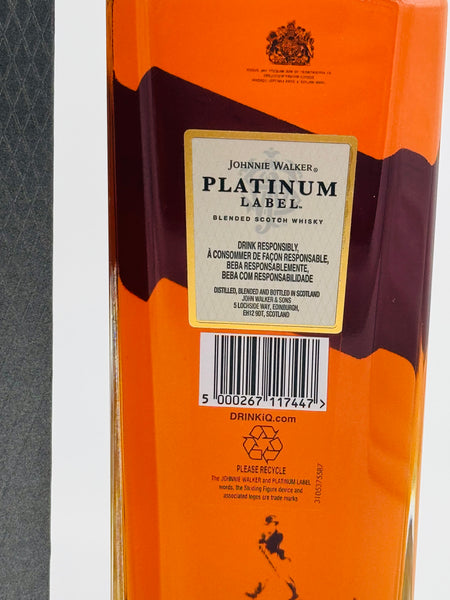 JOHNNIE WALKER®
PLATINUM
LABEL™
BLENDED SCOTCH WHISKY
DRINK RESPONSIBLY,
À CONSOMMER DE FAÇON RESPONSABLE,
BEBA RESPONSABLEMENTE,
BEBA COM RESPONSABILIDADE
DISTILLED, BLENDED AND BOTTLED IN SCOTLAND
JOHN WALKER & SONS
5 LOCHSIDE WAY, EDINBURGH,
EH12 9DT, SCOTLAND
5 000267 117447 >
DRINKiQ.com
PLEASE RECYCLE
The JOHNNIE WALKER and PLATINUM LABEL
words, the Striding Figure device and
associated logos are trade marks